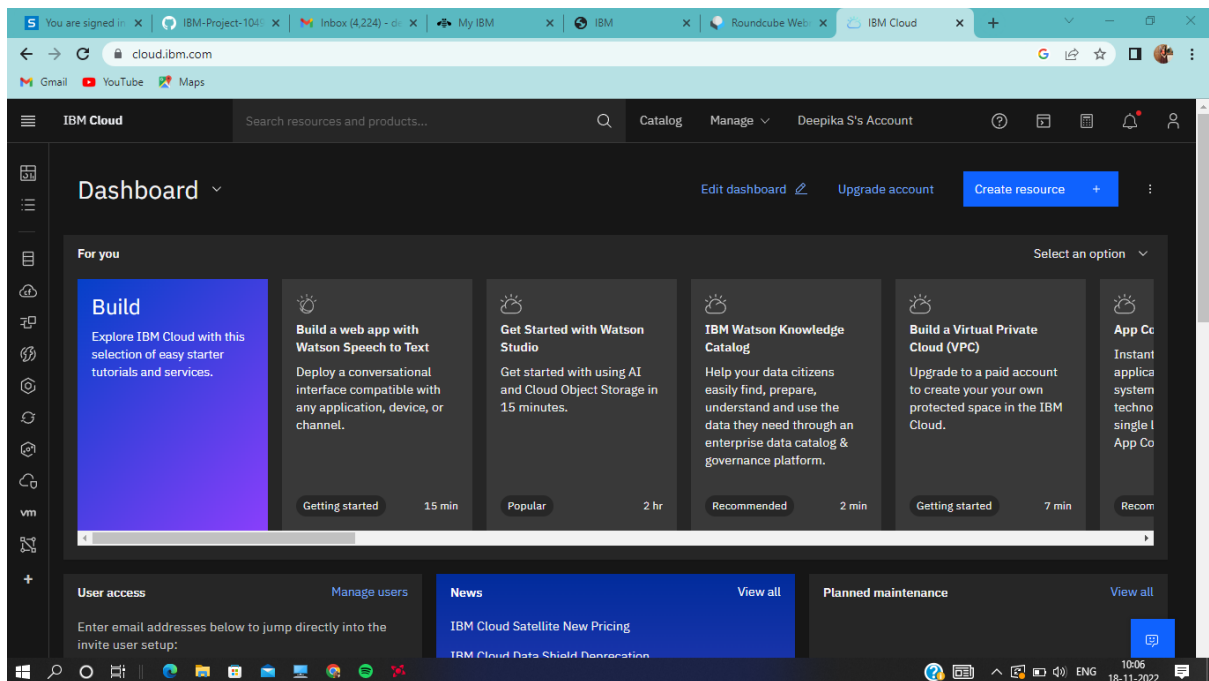 You are signed in
IBM-Project-1049
Inbox (4,224) - de
My IBM
IBM
Roundcube Web
IBM Cloud
cloud.ibm.com
Gmail
YouTube
Maps
IBM Cloud
Search resources and products...
Catalog
Manage
Deepika S's Account
Dashboard
Edit dashboard
Upgrade account
Create resource +
For you
Select an option
Build
Explore IBM Cloud with this
selection of easy starter
tutorials and services.
Build a web app with
Watson Speech to Text
Deploy a conversational
interface compatible with
any application, device, or
channel.
Getting started
15 min
Get Started with Watson
Studio
Get started with using AI
and Cloud Object Storage in
15 minutes.
Popular
2 hr
IBM Watson Knowledge
Catalog
Help your data citizens
easily find, prepare,
understand and use the
data they need through an
enterprise data catalog &
governance platform.
Recommended
2 min
Build a Virtual Private
Cloud (VPC)
Upgrade to a paid account
to create your your own
protected space in the IBM
Cloud.
Getting started
7 min
App Co
Instant
applica
system
techno
single l
App Co
Recom
vm
User access
Manage users
Enter email addresses below to jump directly into the
invite user setup:
News
View all
IBM Cloud Satellite New Pricing
IBM Cloud Data Shield Deprecation
Planned maintenance
View all
ENG
10:06
18-11-2022